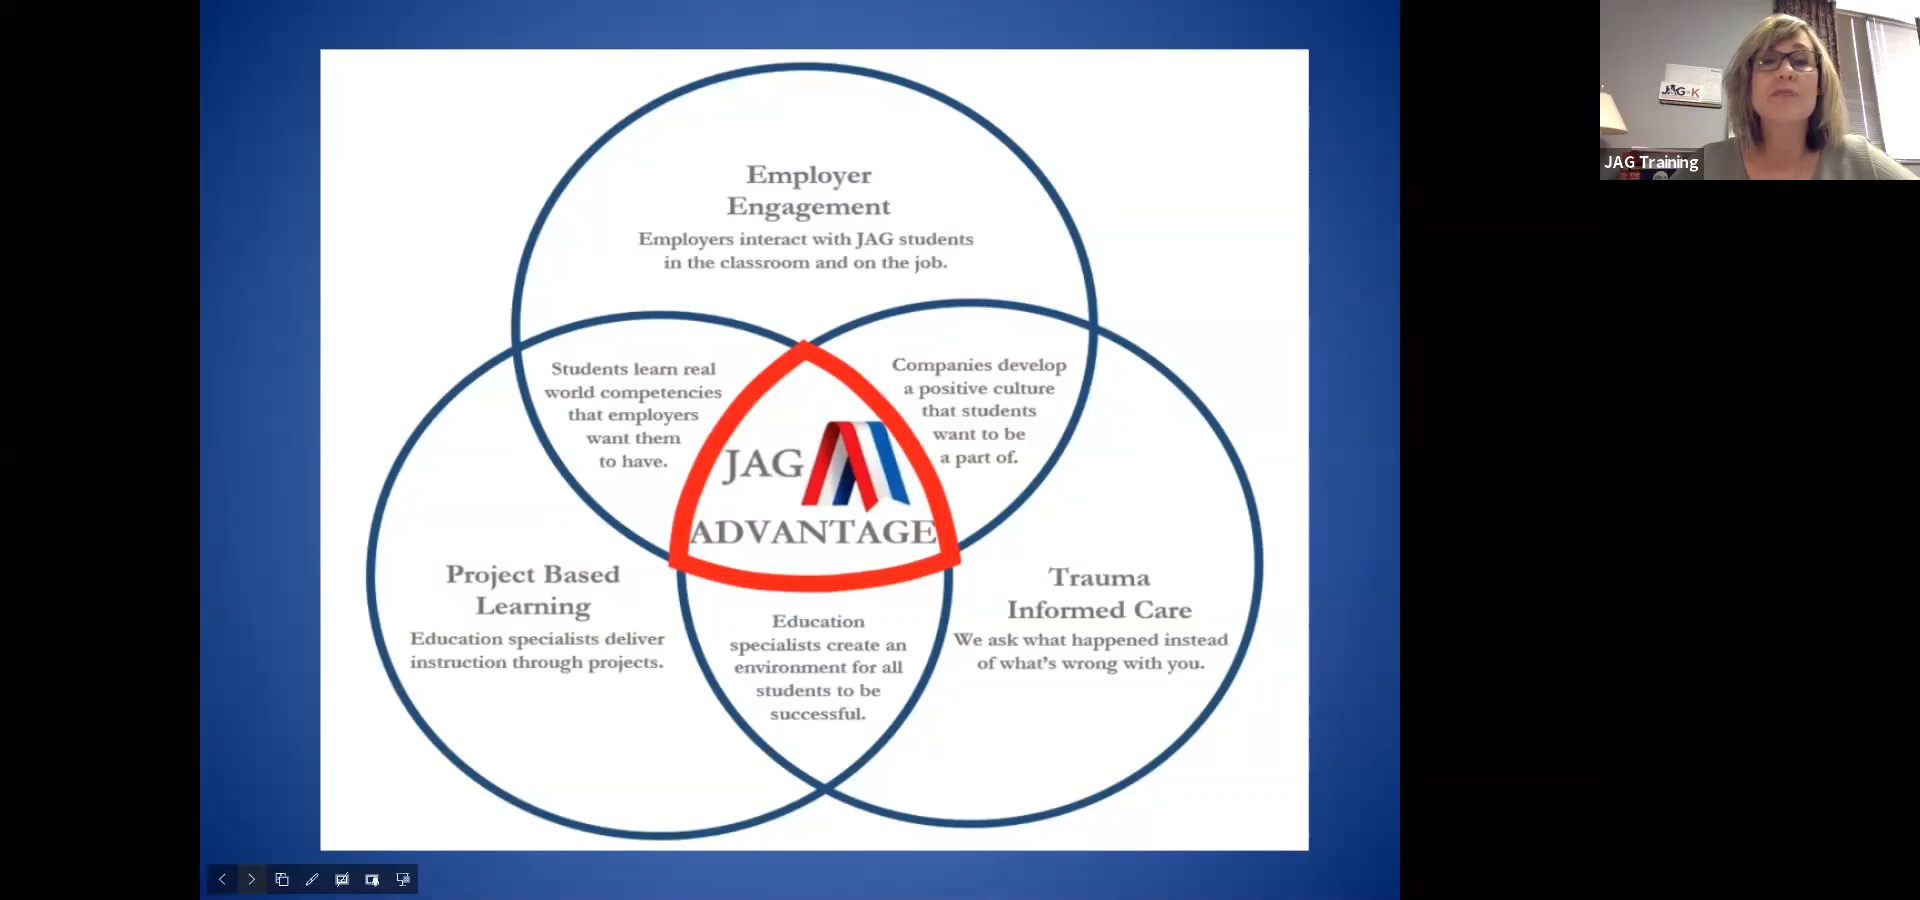 Employer
Engagement
Employers interact with JAG students
in the classroom and on the job.
Students learn real
world competencies
that employers
want them
to have.
Companies develop
a positive culture
that students
want to be
a part of.
JAG
ADVANTAGE
Project Based
Learning
Education specialists deliver
instruction through projects.
Education
specialists create an
environment for all
students to be
successful.
Trauma
Informed Care
We ask what happened instead
of what's wrong with you.
JAG-K
JAG Training